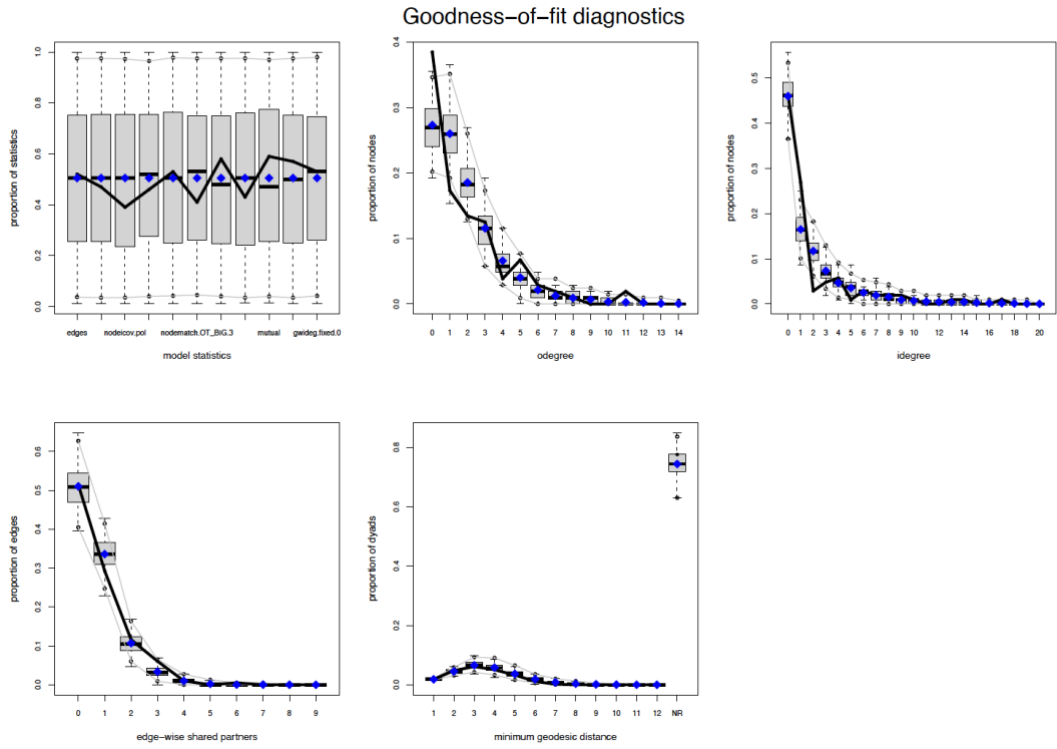 Goodness-of-fit diagnostics
proportion of statistics
0.0 0.2 0.4 0.6 0.8 1.0
edges nodeicov.pol nodematch.OT_BiG.3 mutual gwideg.fixed.0
model statistics
proportion of nodes
0.0 0.1 0.2 0.3 0.4
0 1 2 3 4 5 6 7 8 9 10 11 12 13 14
odegree
proportion of nodes
0.0 0.1 0.2 0.3 0.4 0.5
0 1 2 3 4 5 6 7 8 9 10 12 14 16 18 20
idegree
proportion of edges
0.0 0.1 0.2 0.3 0.4 0.5 0.6
0 1 2 3 4 5 6 7 8 9
edge-wise shared partners
proportion of dyads
0.0 0.2 0.4 0.6 0.8
1 2 3 4 5 6 7 8 9 10 11 12 NR
minimum geodesic distance